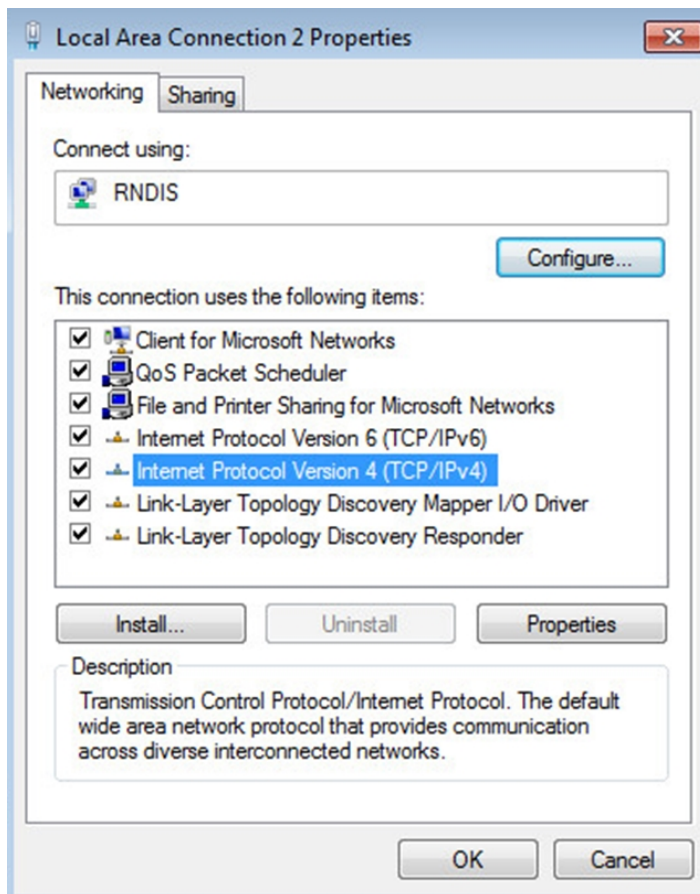 Local Area Connection 2 Properties
Networking
Sharing
Connect using:
RNDIS
Configure...
This connection uses the following items:
Client for Microsoft Networks
QoS Packet Scheduler
File and Printer Sharing for Microsoft Networks
Internet Protocol Version 6 (TCP/IPv6)
Internet Protocol Version 4 (TCP/IPv4)
Link-Layer Topology Discovery Mapper I/O Driver
Link-Layer Topology Discovery Responder
Install...
Uninstall
Properties
Description
Transmission Control Protocol/Internet Protocol. The default
wide area network protocol that provides communication
across diverse interconnected networks.
OK
Cancel